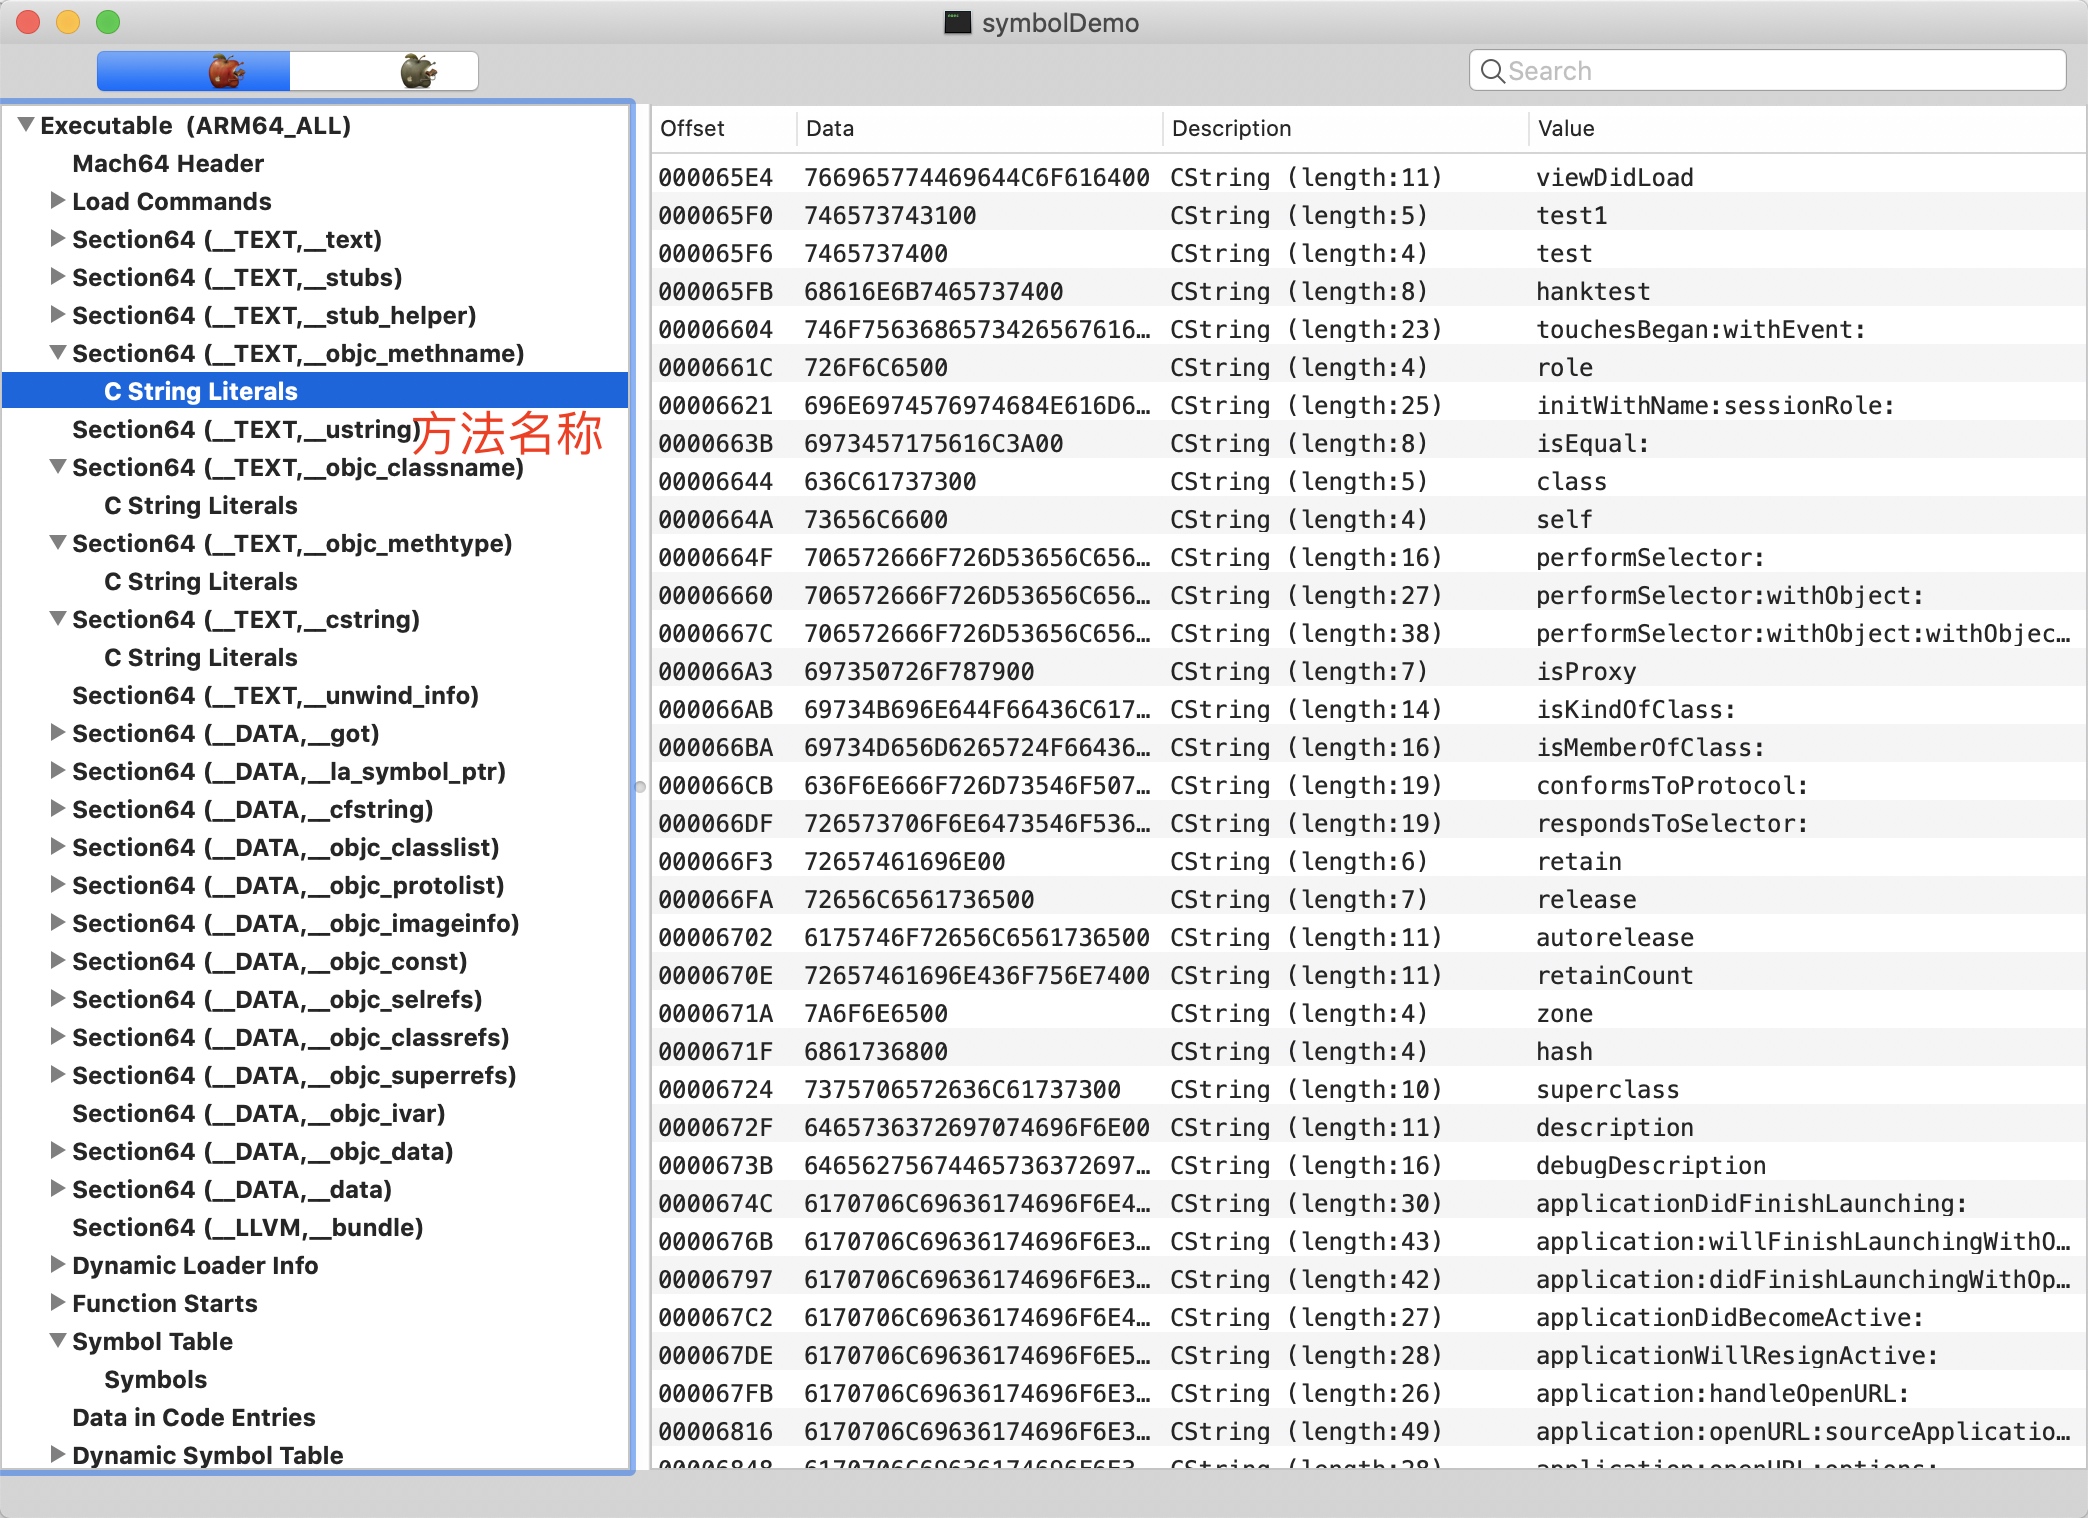 symbolDemo
Search
Executable (ARM64_ALL)
Mach64 Header
Load Commands
Section64 (__TEXT,__text)
Section64 (__TEXT,__stubs)
Section64 (__TEXT,__stub_helper)
Section64 (__TEXT,__objc_methname)
C String Literals
方法名称
Section64 (__TEXT,__ustring)
Section64 (__TEXT,__objc_classname)
C String Literals
Section64 (__TEXT,__objc_methtype)
C String Literals
Section64 (__TEXT,__cstring)
C String Literals
Section64 (__TEXT,__unwind_info)
Section64 (__DATA,__got)
Section64 (__DATA,__la_symbol_ptr)
Section64 (__DATA,__cfstring)
Section64 (__DATA,__objc_classlist)
Section64 (__DATA,__objc_protolist)
Section64 (__DATA,__objc_imageinfo)
Section64 (__DATA,__objc_const)
Section64 (__DATA,__objc_selrefs)
Section64 (__DATA,__objc_classrefs)
Section64 (__DATA,__objc_superrefs)
Section64 (__DATA,__objc_ivar)
Section64 (__DATA,__objc_data)
Section64 (__DATA,__data)
Section64 (__LLVM,__bundle)
Dynamic Loader Info
Function Starts
Symbol Table
Symbols
Data in Code Entries
Dynamic Symbol Table
Offset Data Description Value
000065E4 766965774469644C6F616400 CString (length:11) viewDidLoad
000065F0 746573743100 CString (length:5) test1
000065F6 7465737400 CString (length:4) test
000065FB 68616E6B7465737400 CString (length:8) hanktest
00006604 746F7563686573426567616… CString (length:23) touchesBegan:withEvent:
0000661C 726F6C6500 CString (length:4) role
00006621 696E6974576974684E616D6… CString (length:25) initWithName:sessionRole:
0000663B 6973457175616C3A00 CString (length:8) isEqual:
00006644 636C61737300 CString (length:5) class
0000664A 73656C6600 CString (length:4) self
0000664F 706572666F726D53656C656… CString (length:16) performSelector:
00006660 706572666F726D53656C656… CString (length:27) performSelector:withObject:
0000667C 706572666F726D53656C656… CString (length:38) performSelector:withObject:withObjec…
000066A3 697350726F787900 CString (length:7) isProxy
000066AB 69734B696E644F66436C617… CString (length:14) isKindOfClass:
000066BA 69734D656D6265724F66436… CString (length:16) isMemberOfClass:
000066CB 636F6E666F726D73546F507… CString (length:19) conformsToProtocol:
000066DF 726573706F6E6473546F536… CString (length:19) respondsToSelector:
000066F3 72657461696E00 CString (length:6) retain
000066FA 72656C6561736500 CString (length:7) release
00006702 6175746F72656C6561736500 CString (length:11) autorelease
0000670E 72657461696E436F756E7400 CString (length:11) retainCount
0000671A 7A6F6E6500 CString (length:4) zone
0000671F 6861736800 CString (length:4) hash
00006724 7375706572636C61737300 CString (length:10) superclass
0000672F 6465736372697074696F6E00 CString (length:11) description
0000673B 64656275674465736372697… CString (length:16) debugDescription
0000674C 6170706C69636174696F6E4… CString (length:30) applicationDidFinishLaunching:
0000676B 6170706C69636174696F6E3… CString (length:43) application:willFinishLaunchingWithO…
00006797 6170706C69636174696F6E3… CString (length:42) application:didFinishLaunchingWithOp…
000067C2 6170706C69636174696F6E4… CString (length:27) applicationDidBecomeActive:
000067DE 6170706C69636174696F6E5… CString (length:28) applicationWillResignActive:
000067FB 6170706C69636174696F6E3… CString (length:26) application:handleOpenURL:
00006816 6170706C69636174696F6E3… CString (length:49) application:openURL:sourceApplicatio…
00006848 6170706C69636174696F6E3… CString (length:28) application:openURL:options: